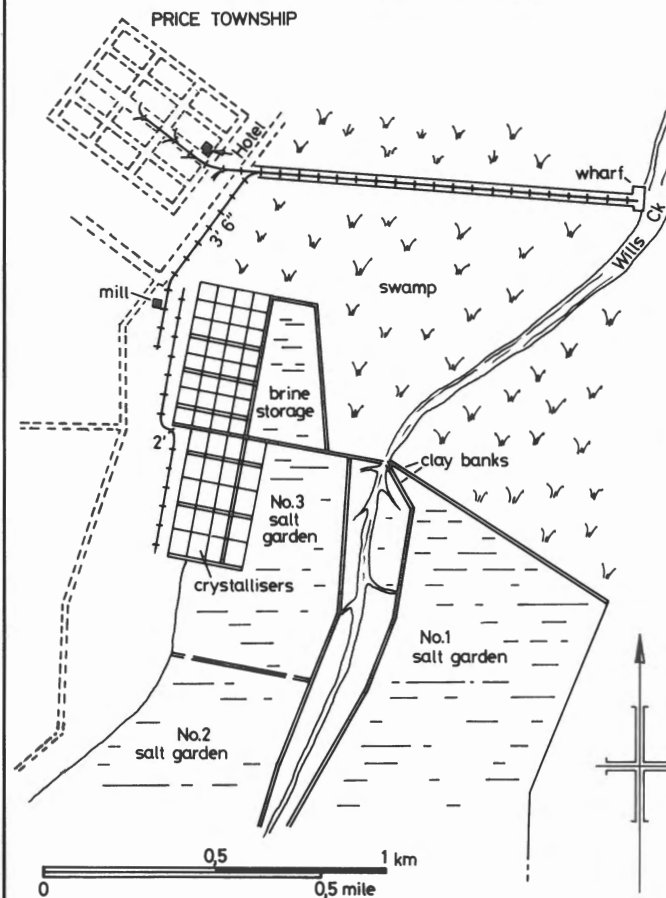 PRICE TOWNSHIP
Hotel
wharf
Wills Ck
3' 6"
swamp
mill
brine
storage
2'
clay banks
No.3
salt
garden
crystallisers
No.1
salt garden
No.2
salt garden
0,5
1 km
0
0,5 mile